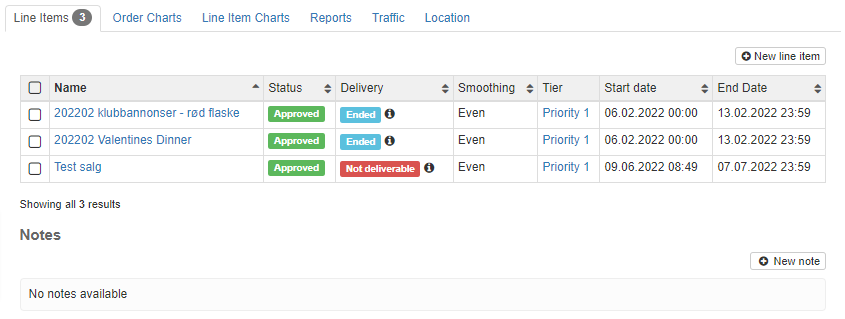 Line Items 3 Order Charts Line Item Charts Reports Traffic Location
New line item
Name Status Delivery Smoothing Tier Start date End Date
202202 klubbannonser - rød flaske Approved Ended Even Priority 1 06.02.2022 00:00 13.02.2022 23:59
202202 Valentines Dinner Approved Ended Even Priority 1 06.02.2022 00:00 13.02.2022 23:59
Test salg Approved Not deliverable Even Priority 1 09.06.2022 08:49 07.07.2022 23:59
Showing all 3 results
Notes
New note
No notes available